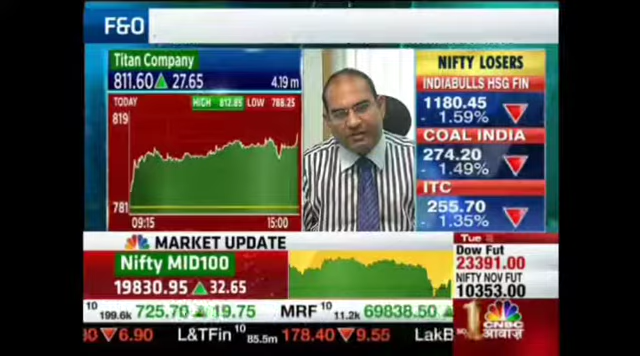 F&O
Titan Company
811.60 ▲ 27.65 4.19 m
TODAY HIGH 812.85 LOW 788.25
819
781
09:15 15:00
NIFTY LOSERS
INDIABULLS HSG FIN
1180.45
- 1.59%
COAL INDIA
274.20
- 1.49%
ITC
255.70
- 1.35%
MARKET UPDATE
Nifty MID100
19830.95 ▲ 32.65
Tue
Dow Fut
23391.00
NIFTY NOV FUT
10353.00
10 199.6k 725.70 ▲ 19.75 MRF 10 11.2k 69838.50 ▲
▼ 6.90 L&TFin 10 85.5m 178.40 ▼ 9.55 LakB
CNBC
आवाज़